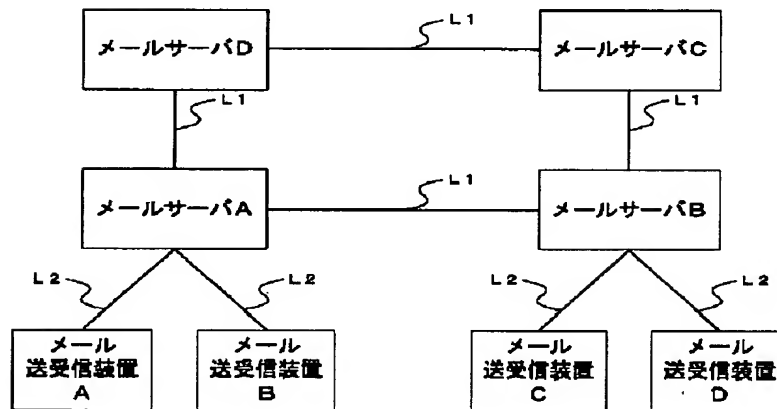 メールサーバD
L1
メールサーバC
L1
L1
メールサーバA
L1
メールサーバB
L2
L2
L2
L2
メール
送受信装置
A
メール
送受信装置
B
メール
送受信装置
C
メール
送受信装置
D